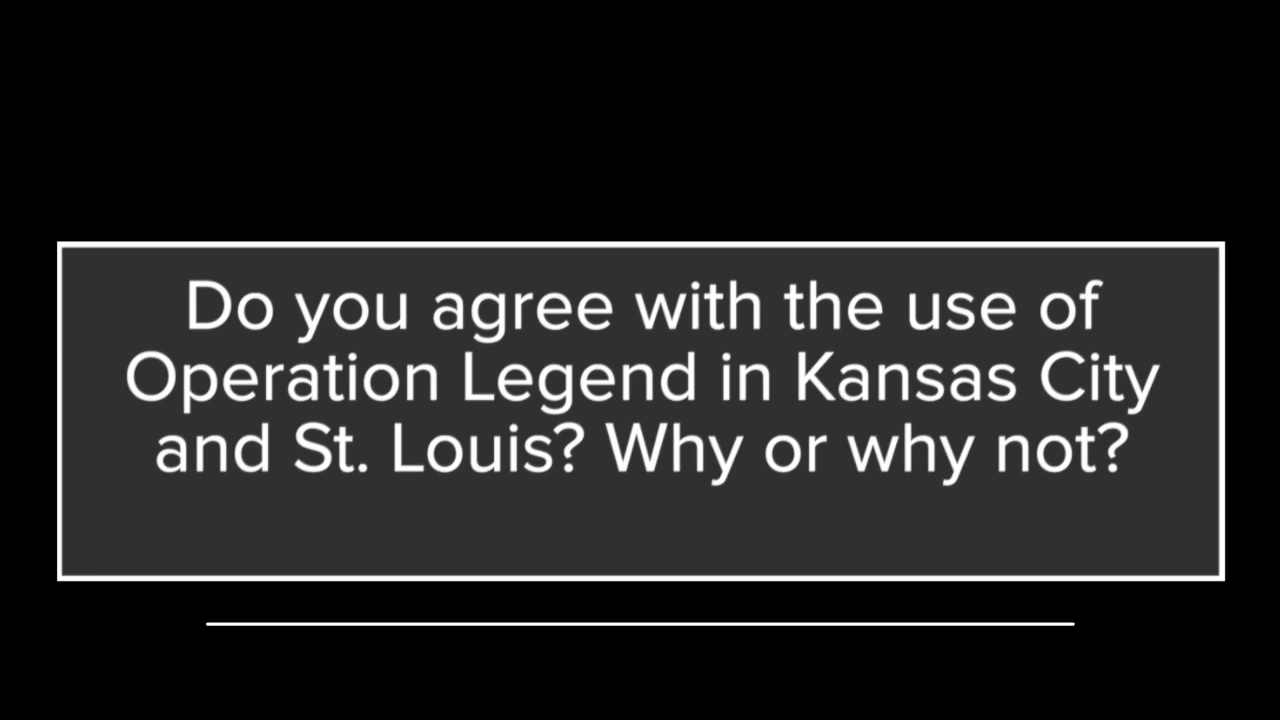 Do you agree with the use of
Operation Legend in Kansas City
and St. Louis? Why or why not?